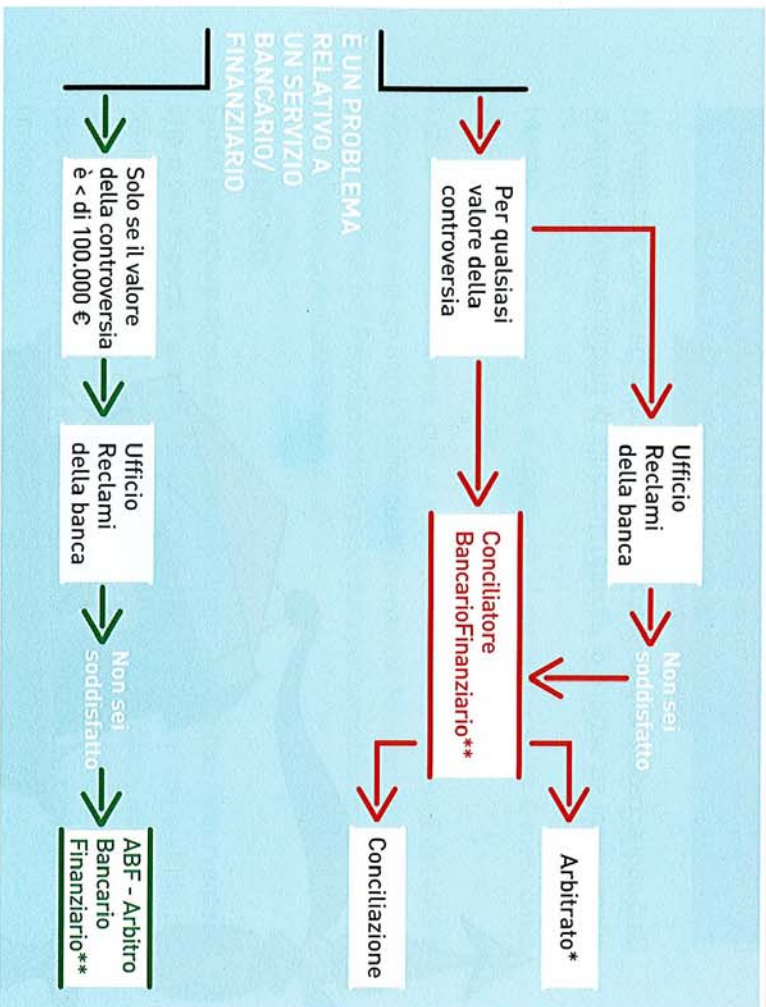 È UN PROBLEMA
RELATIVO A
UN SERVIZIO
BANCARIO/
FINANZIARIO
Per qualsiasi
valore della
controversia
Ufficio
Reclami
della banca
Non sei
soddisfatto
Conciliatore
BancarioFinanziario**
Arbitrato*
Conciliazione
Solo se il valore
della controversia
è < di 100.000 €
Ufficio
Reclami
della banca
Non sei
soddisfatto
ABF - Arbitro
Bancario
Finanziario**